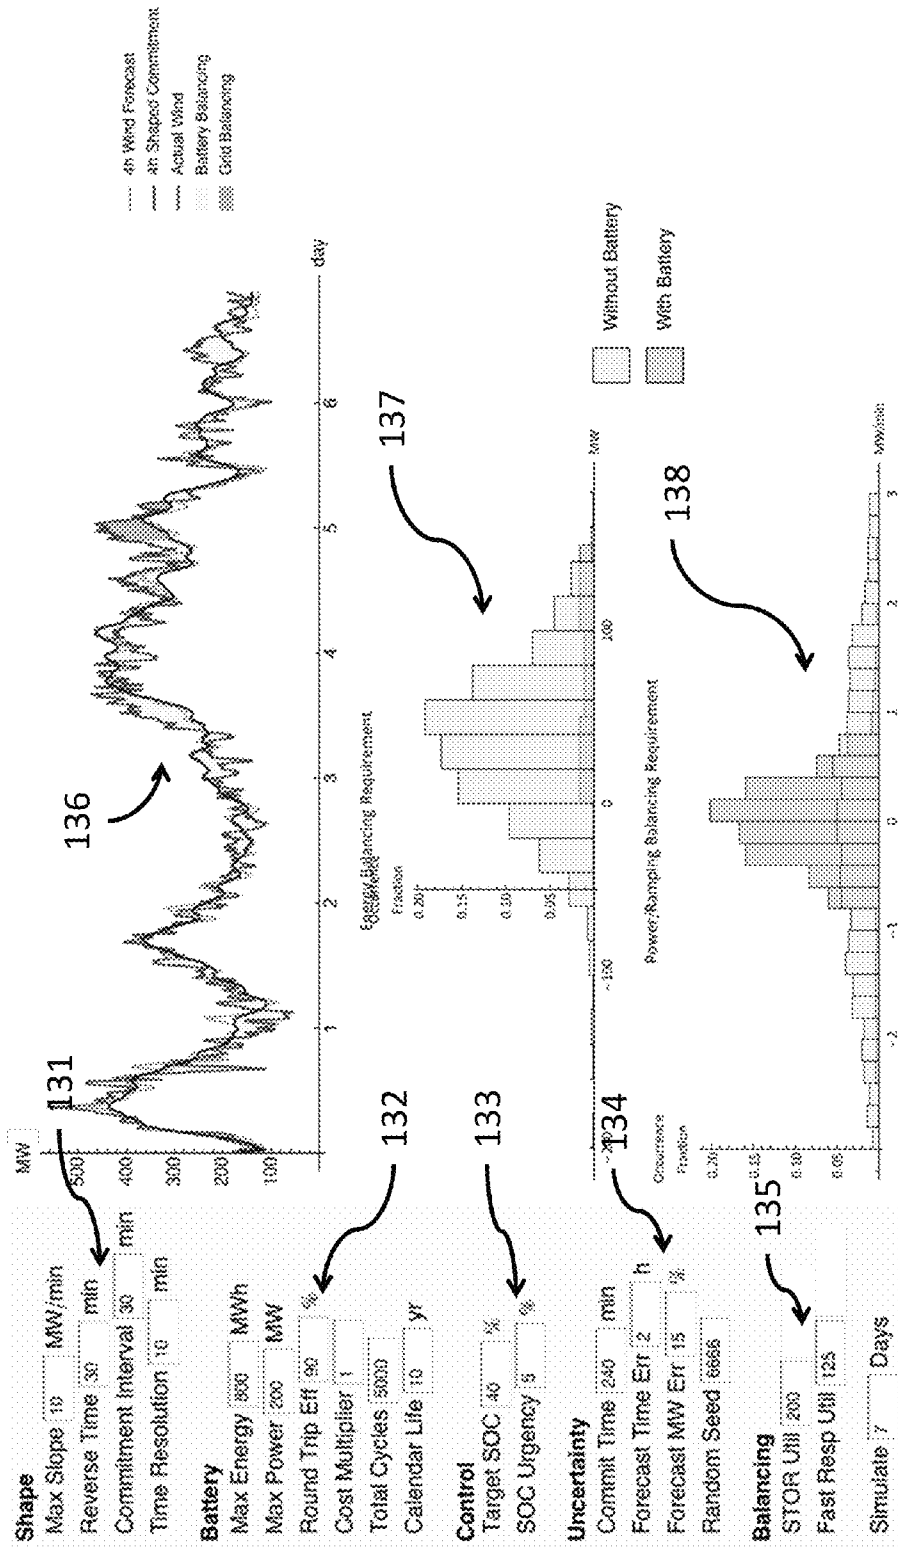 Shape
Max Slope 10 MW/min
Reverse Time 30 min
Commitment Interval 30 min
Time Resolution 10 min
Battery
Max Energy 800 MWh
Max Power 200 MW
Round Trip Eff 90 %
Cost Multiplier 1
Total Cycles 5000
Calendar Life 10 yr
Control
Target SOC 40 %
SOC Urgency 5 %
Uncertainty
Commit Time 240 min
Forecast Time Err 2 h
Forecast MW Err 15 %
Random Seed 6666
Balancing
STOR Util 200
Fast Resp Util 125
Simulate 7 Days
131
132
133
134
135
MW
500
400
300
200
100
1 2 3 4 5 6 day
136
4h Wind Forecast
4h Shaped Commitment
Actual Wind
Battery Balancing
Grid Balancing
Energy Balancing Requirement
Occurrence
Fraction
0.20
0.15
0.10
0.05
-100 0 100 MW
137
Without Battery
With Battery
Power/Ramping Balancing Requirement
Occurrence
Fraction
0.20
0.15
0.10
0.05
-2 -1 0 1 2 3 MW/min
138